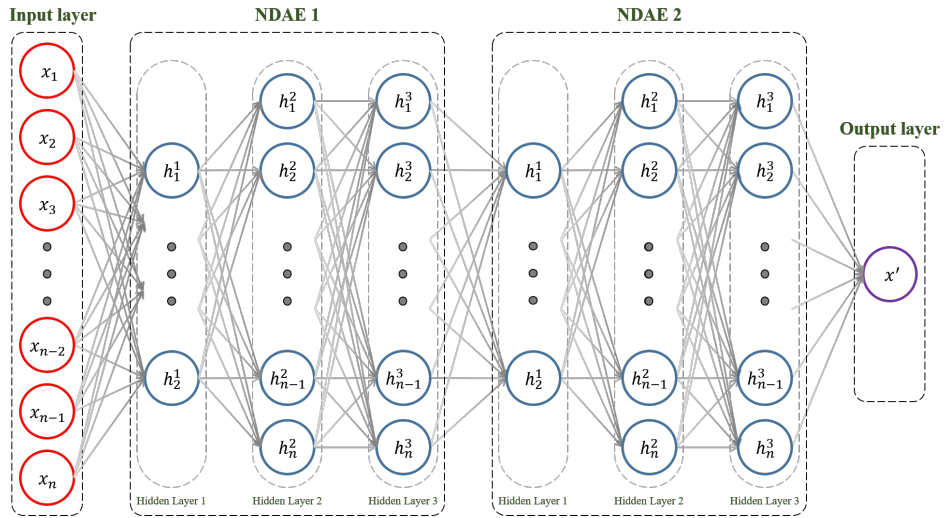 Input layer
NDAE 1
NDAE 2
Output layer
x₁
x₂
x₃
xₙ₋₂
xₙ₋₁
xₙ
h₁¹
h₂¹
Hidden Layer 1
h₁²
h₂²
hₙ₋₁²
hₙ²
Hidden Layer 2
h₁³
h₂³
hₙ₋₁³
hₙ³
Hidden Layer 3
h₁¹
h₂¹
Hidden Layer 1
h₁²
h₂²
hₙ₋₁²
hₙ²
Hidden Layer 2
h₁³
h₂³
hₙ₋₁³
hₙ³
Hidden Layer 3
x′